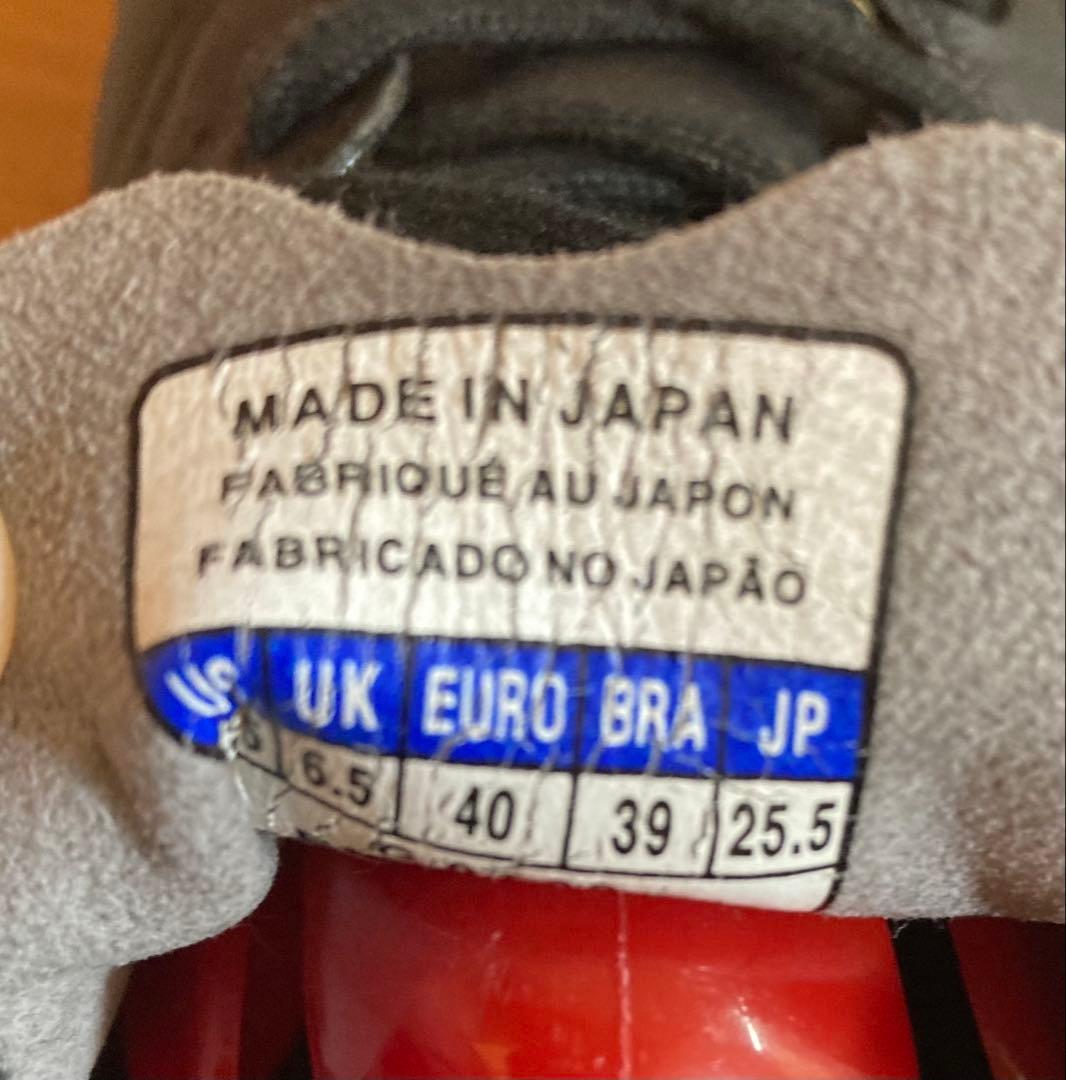 MADE IN JAPAN
FABRIQUÉ AU JAPON
FABRICADO NO JAPÃO
US UK EURO BRA JP
6.5 40 39 25.5